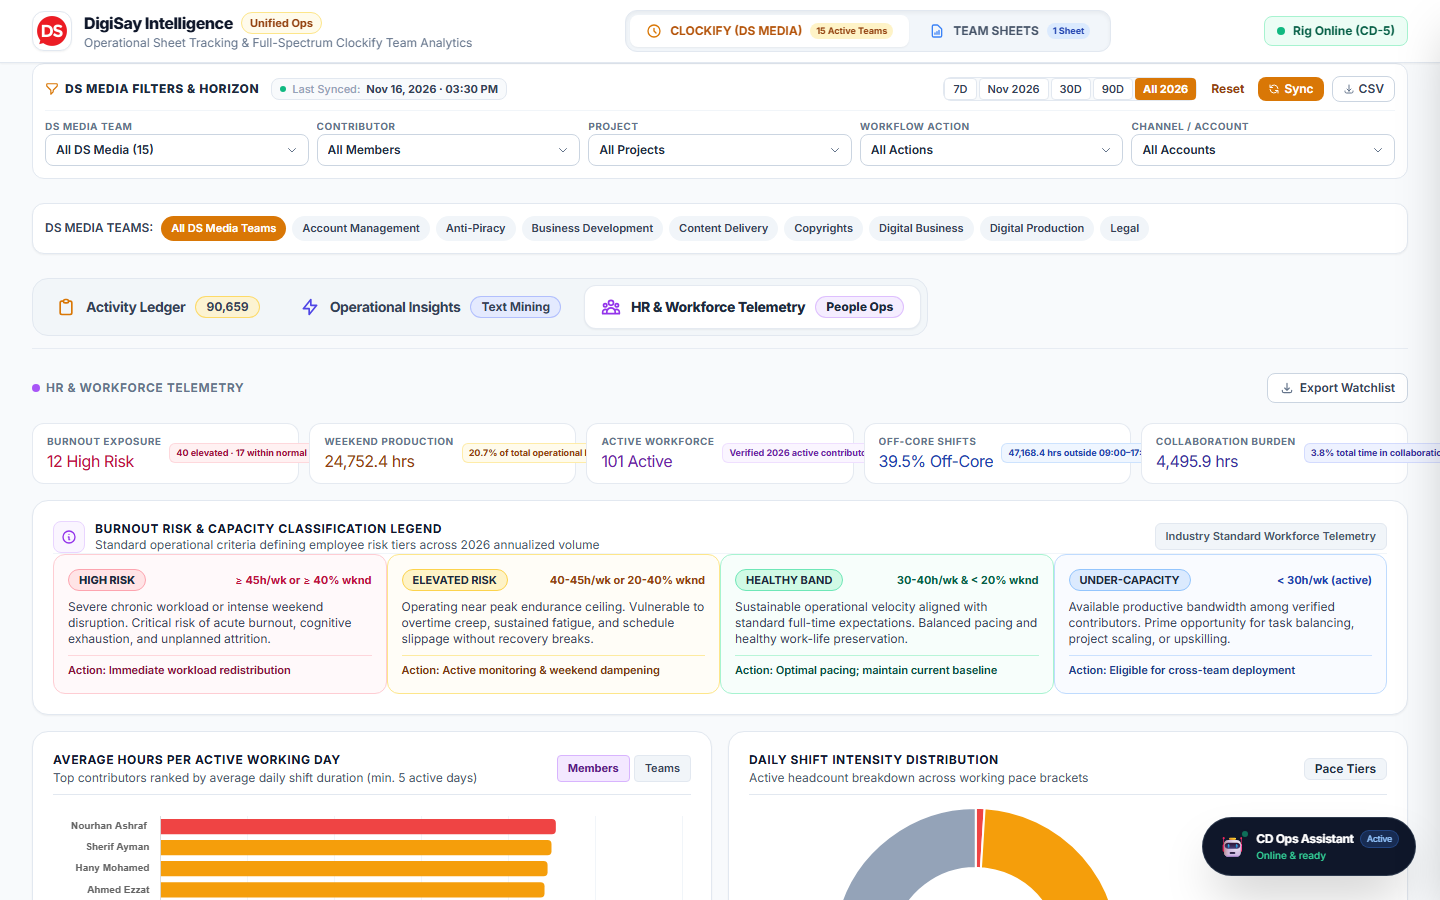 DS
DigiSay Intelligence
Unified Ops
Operational Sheet Tracking & Full-Spectrum Clockify Team Analytics
CLOCKIFY (DS MEDIA)
15 Active Teams
TEAM SHEETS
1 Sheet
Rig Online (CD-5)
DS MEDIA FILTERS & HORIZON
Last Synced: Nov 16, 2026 · 03:30 PM
7D
Nov 2026
30D
90D
All 2026
Reset
Sync
CSV
DS MEDIA TEAM
CONTRIBUTOR
PROJECT
WORKFLOW ACTION
CHANNEL / ACCOUNT
All DS Media (15)
All Members
All Projects
All Actions
All Accounts
DS MEDIA TEAMS:
All DS Media Teams
Account Management
Anti-Piracy
Business Development
Content Delivery
Copyrights
Digital Business
Digital Production
Legal
Activity Ledger
90,659
Operational Insights
Text Mining
HR & Workforce Telemetry
People Ops
HR & WORKFORCE TELEMETRY
Export Watchlist
BURNOUT EXPOSURE
12 High Risk
40 elevated · 17 within normal
WEEKEND PRODUCTION
24,752.4 hrs
20.7% of total operational
ACTIVE WORKFORCE
101 Active
Verified 2026 active
OFF-CORE SHIFTS
39.5% Off-Core
47,168.4 hrs outside 09:00–17:
COLLABORATION BURDEN
4,495.9 hrs
3.8% total time in
BURNOUT RISK & CAPACITY CLASSIFICATION LEGEND
Standard operational criteria defining employee risk tiers across 2026 annualized volume
Industry Standard Workforce Telemetry
HIGH RISK
≥ 45h/wk or ≥ 40% wknd
Severe chronic workload or intense weekend
disruption. Critical risk of acute burnout, cognitive
exhaustion, and unplanned attrition.
Action: Immediate workload redistribution
ELEVATED RISK
40-45h/wk or 20-40% wknd
Operating near peak endurance ceiling. Vulnerable to
overtime creep, sustained fatigue, and schedule
slippage without recovery breaks.
Action: Active monitoring & weekend dampening
HEALTHY BAND
30-40h/wk & < 20% wknd
Sustainable operational velocity aligned with
standard full-time expectations. Balanced pacing and
healthy work-life preservation.
Action: Optimal pacing; maintain current baseline
UNDER-CAPACITY
< 30h/wk (active)
Available productive bandwidth among verified
contributors. Prime opportunity for task balancing,
project scaling, or upskilling.
Action: Eligible for cross-team deployment
AVERAGE HOURS PER ACTIVE WORKING DAY
Top contributors ranked by average daily shift duration (min. 5 active days)
Members
Teams
Nourhan Ashraf
Sherif Ayman
Hany Mohamed
Ahmed Ezzat
DAILY SHIFT INTENSITY DISTRIBUTION
Active headcount breakdown across working pace brackets
Pace Tiers
CD Ops Assistant
Active
Online & ready